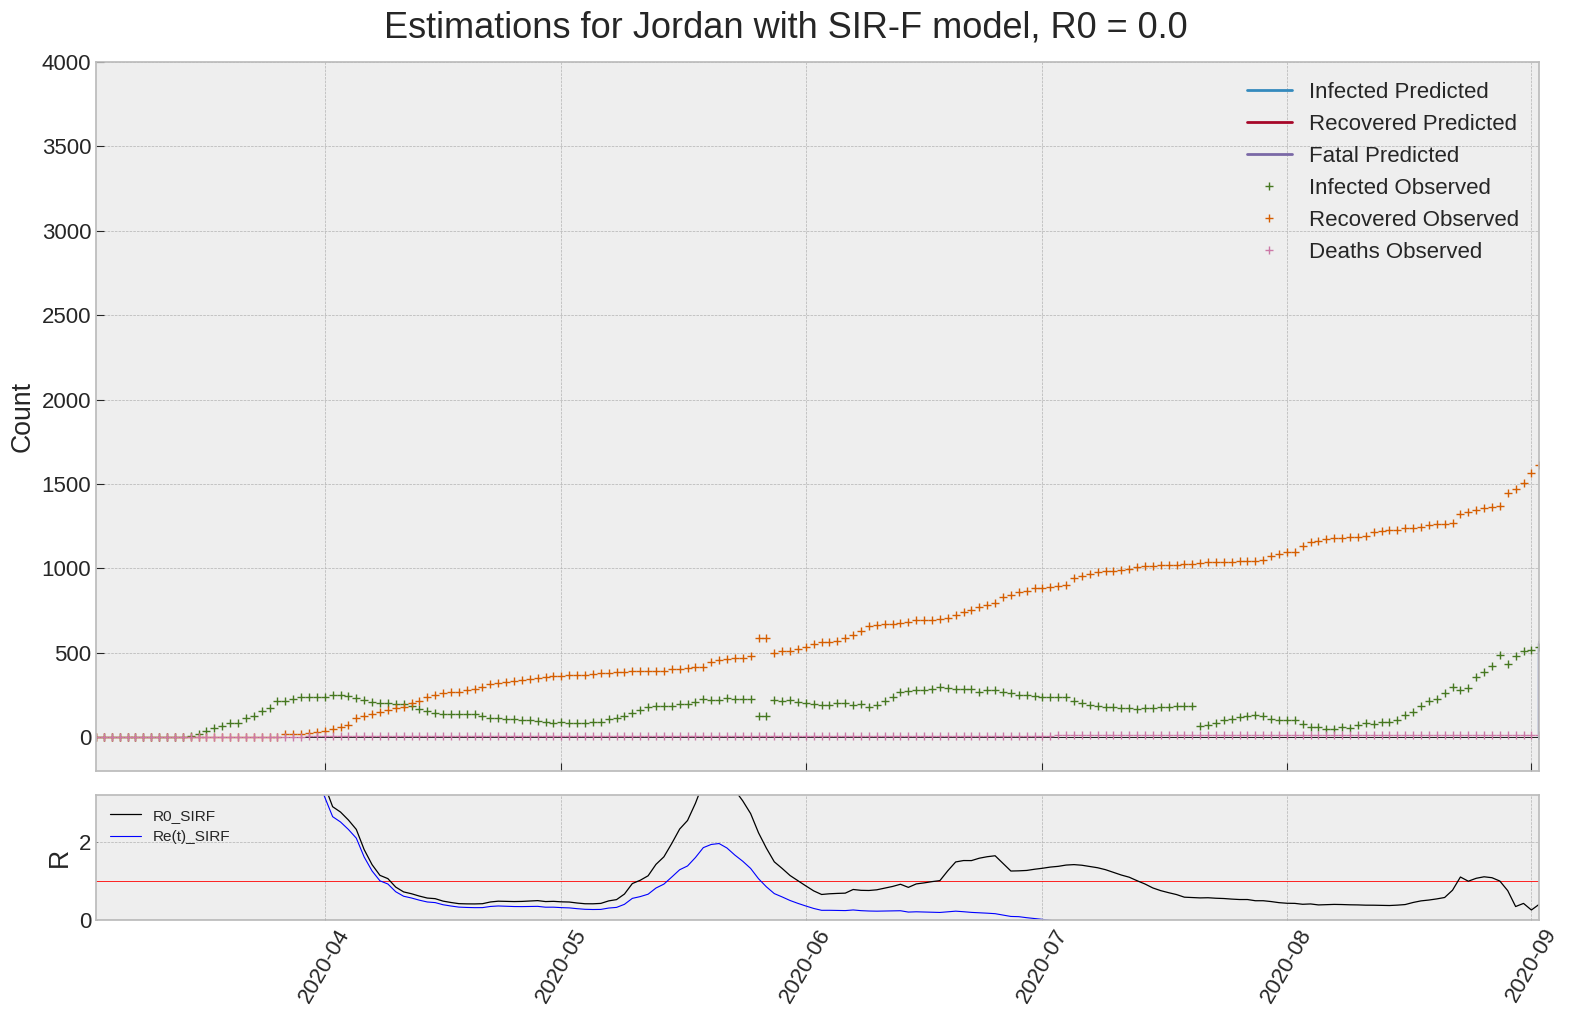 Estimations for Jordan with SIR-F model, R0 = 0.0
4000
3500
3000
2500
2000
1500
1000
500
0
Count
Infected Predicted
Recovered Predicted
Fatal Predicted
Infected Observed
Recovered Observed
Deaths Observed
R0_SIRF
Re(t)_SIRF
2
0
R
2020-04
2020-05
2020-06
2020-07
2020-08
2020-09